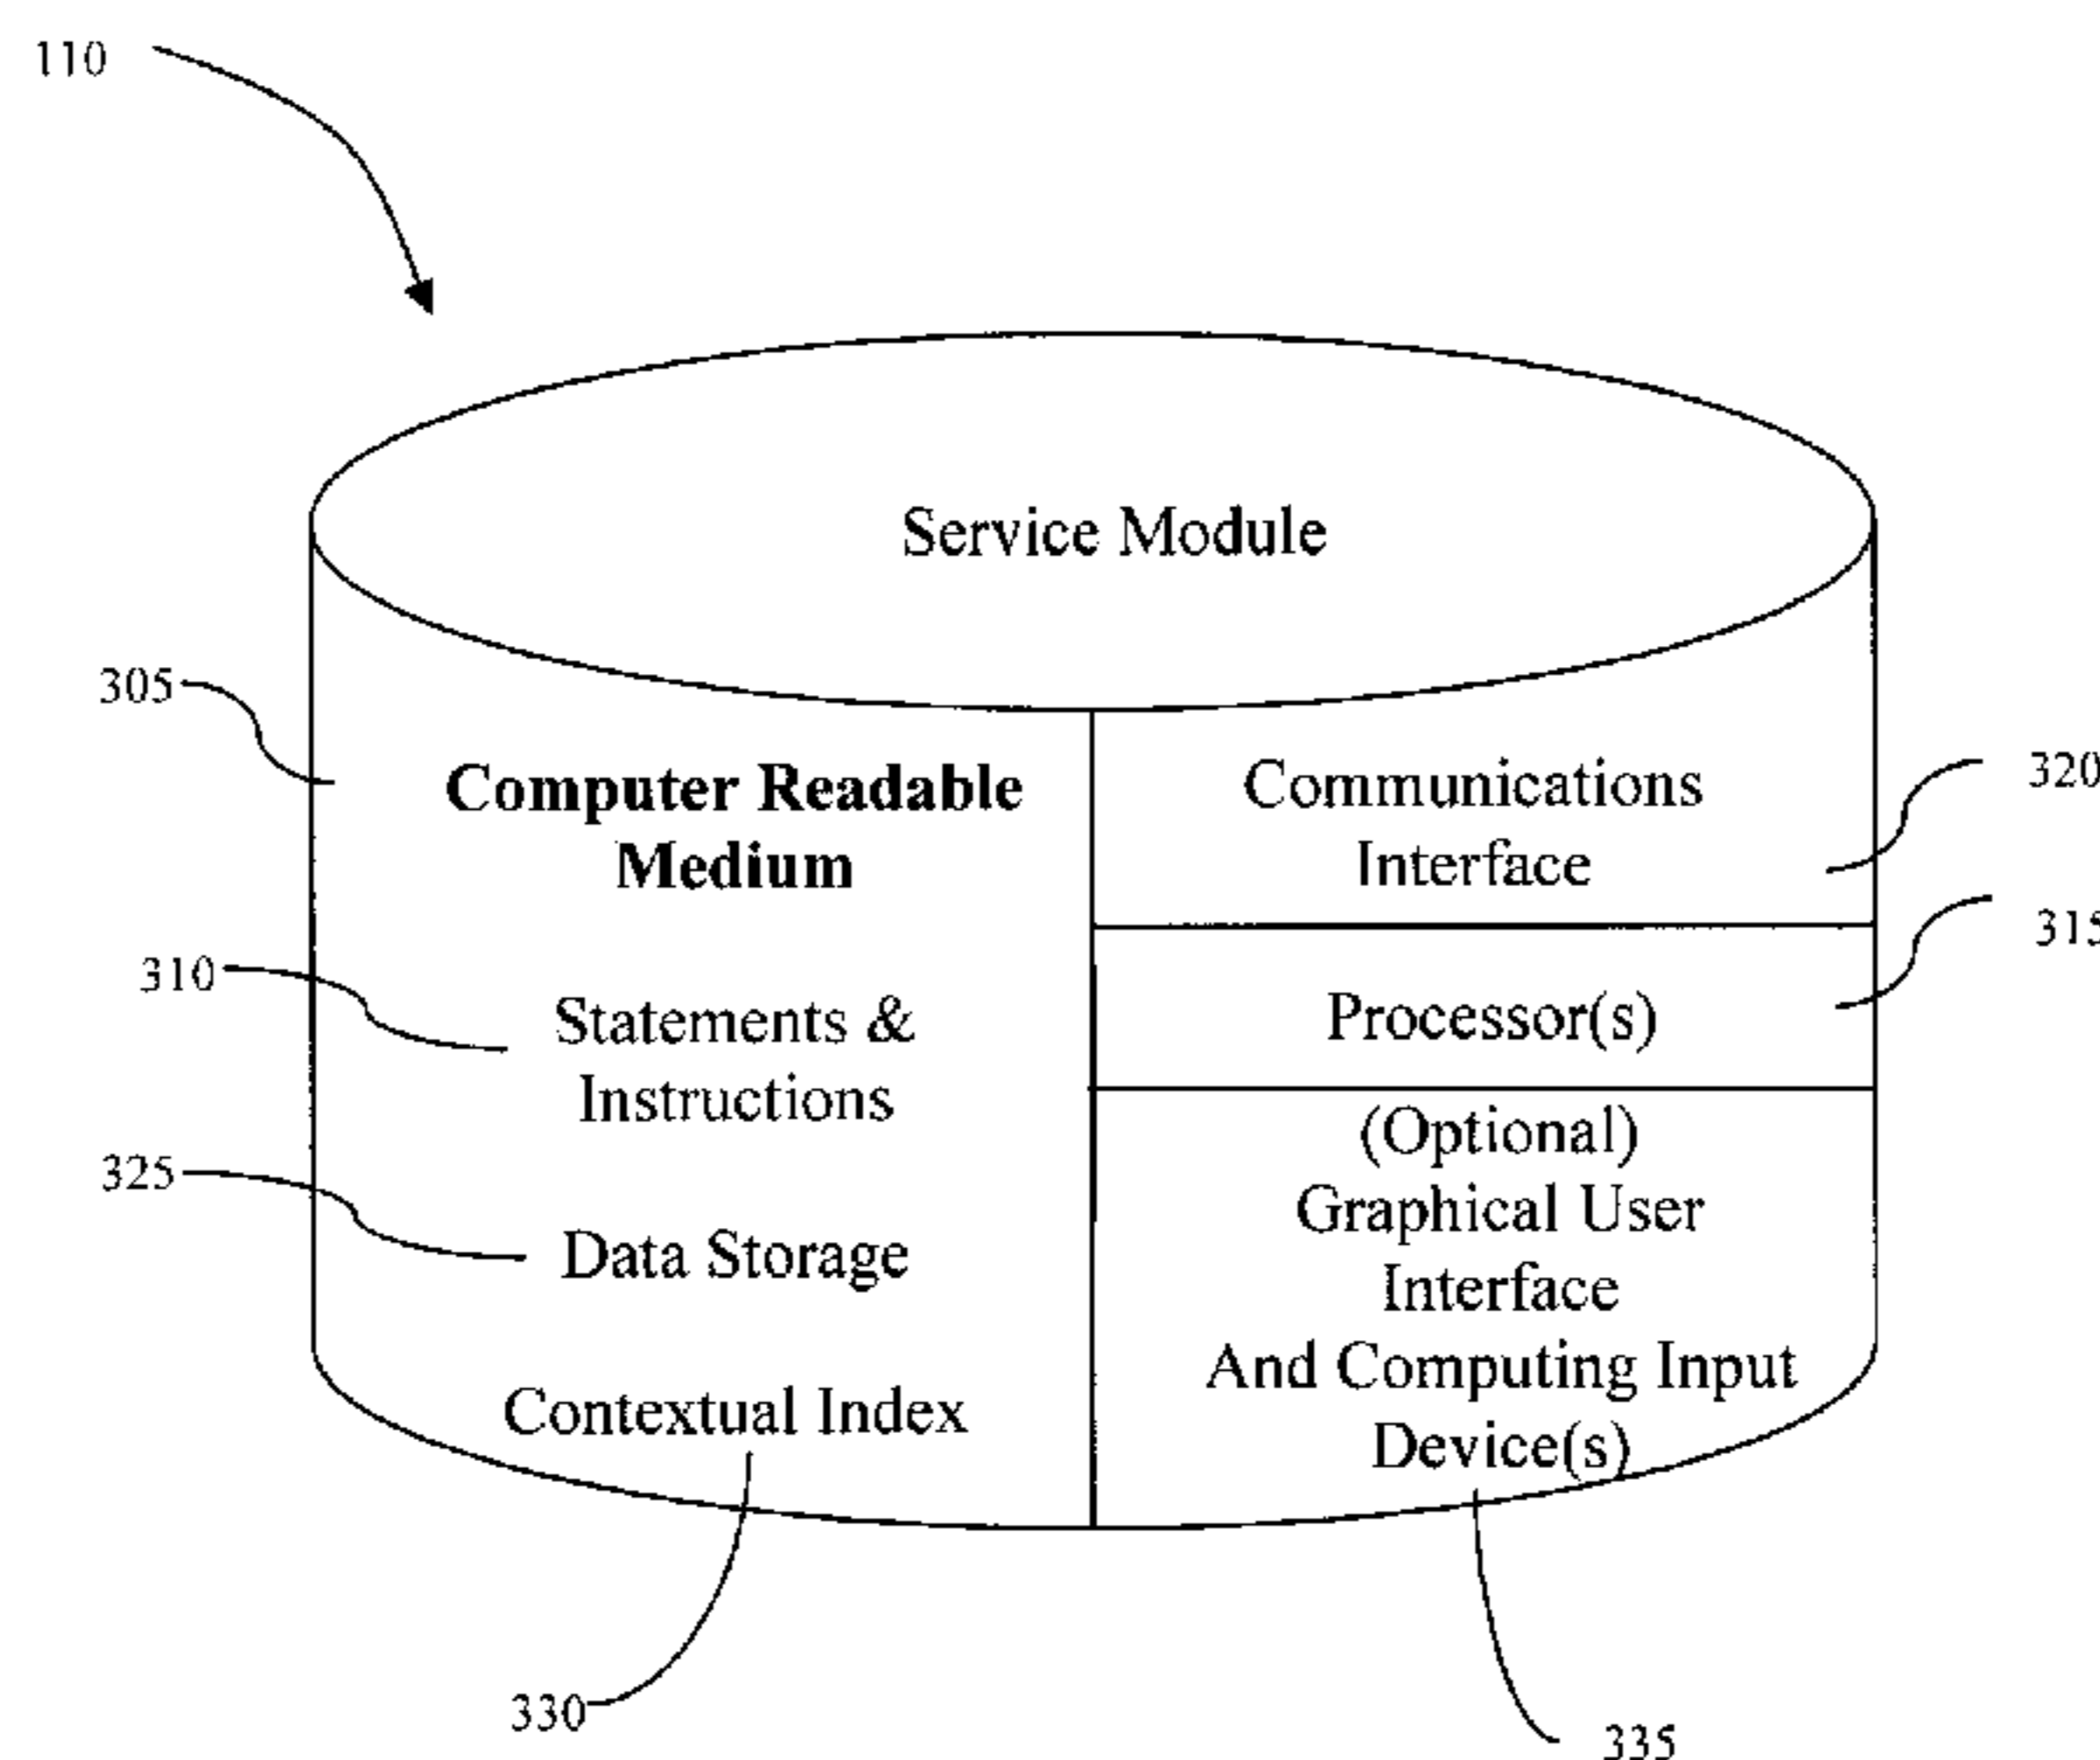 110
Service Module
305
Computer Readable
Medium
310
Statements &
Instructions
325
Data Storage
Contextual Index
330
Communications
Interface
320
315
Processor(s)
(Optional)
Graphical User
Interface
And Computing Input
Device(s)
335